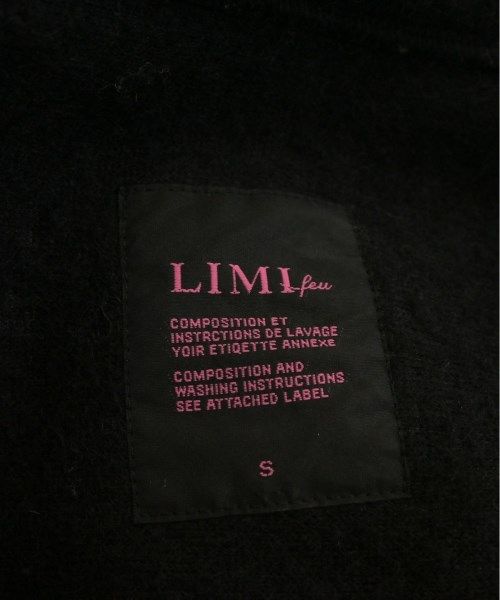 LIMI feu
COMPOSITION ET
INSTRCTIONS DE LAVAGE
YOIR ETIQETTE ANNEXE
COMPOSITION AND
WASHING INSTRUCTIONS
SEE ATTACHED LABEL
S